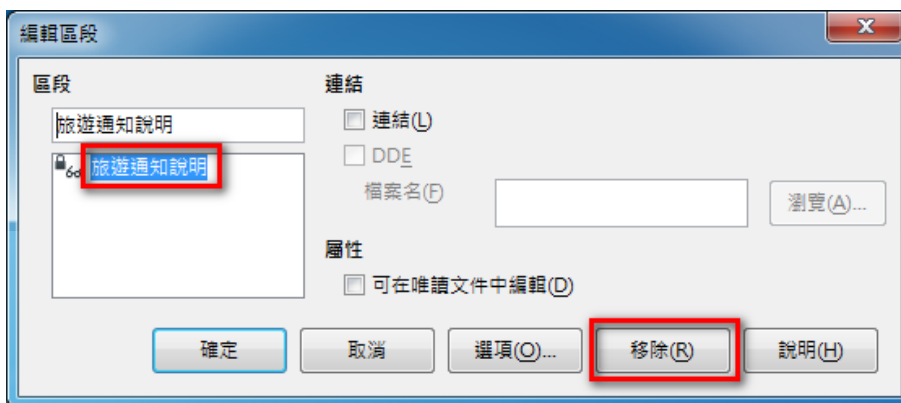 編輯區段
區段
旅遊通知說明
旅遊通知說明
連結
連結(L)
DDE
檔案名(F)
瀏覽(A)...
屬性
可在唯讀文件中編輯(D)
確定
取消
選項(O)...
移除(R)
說明(H)